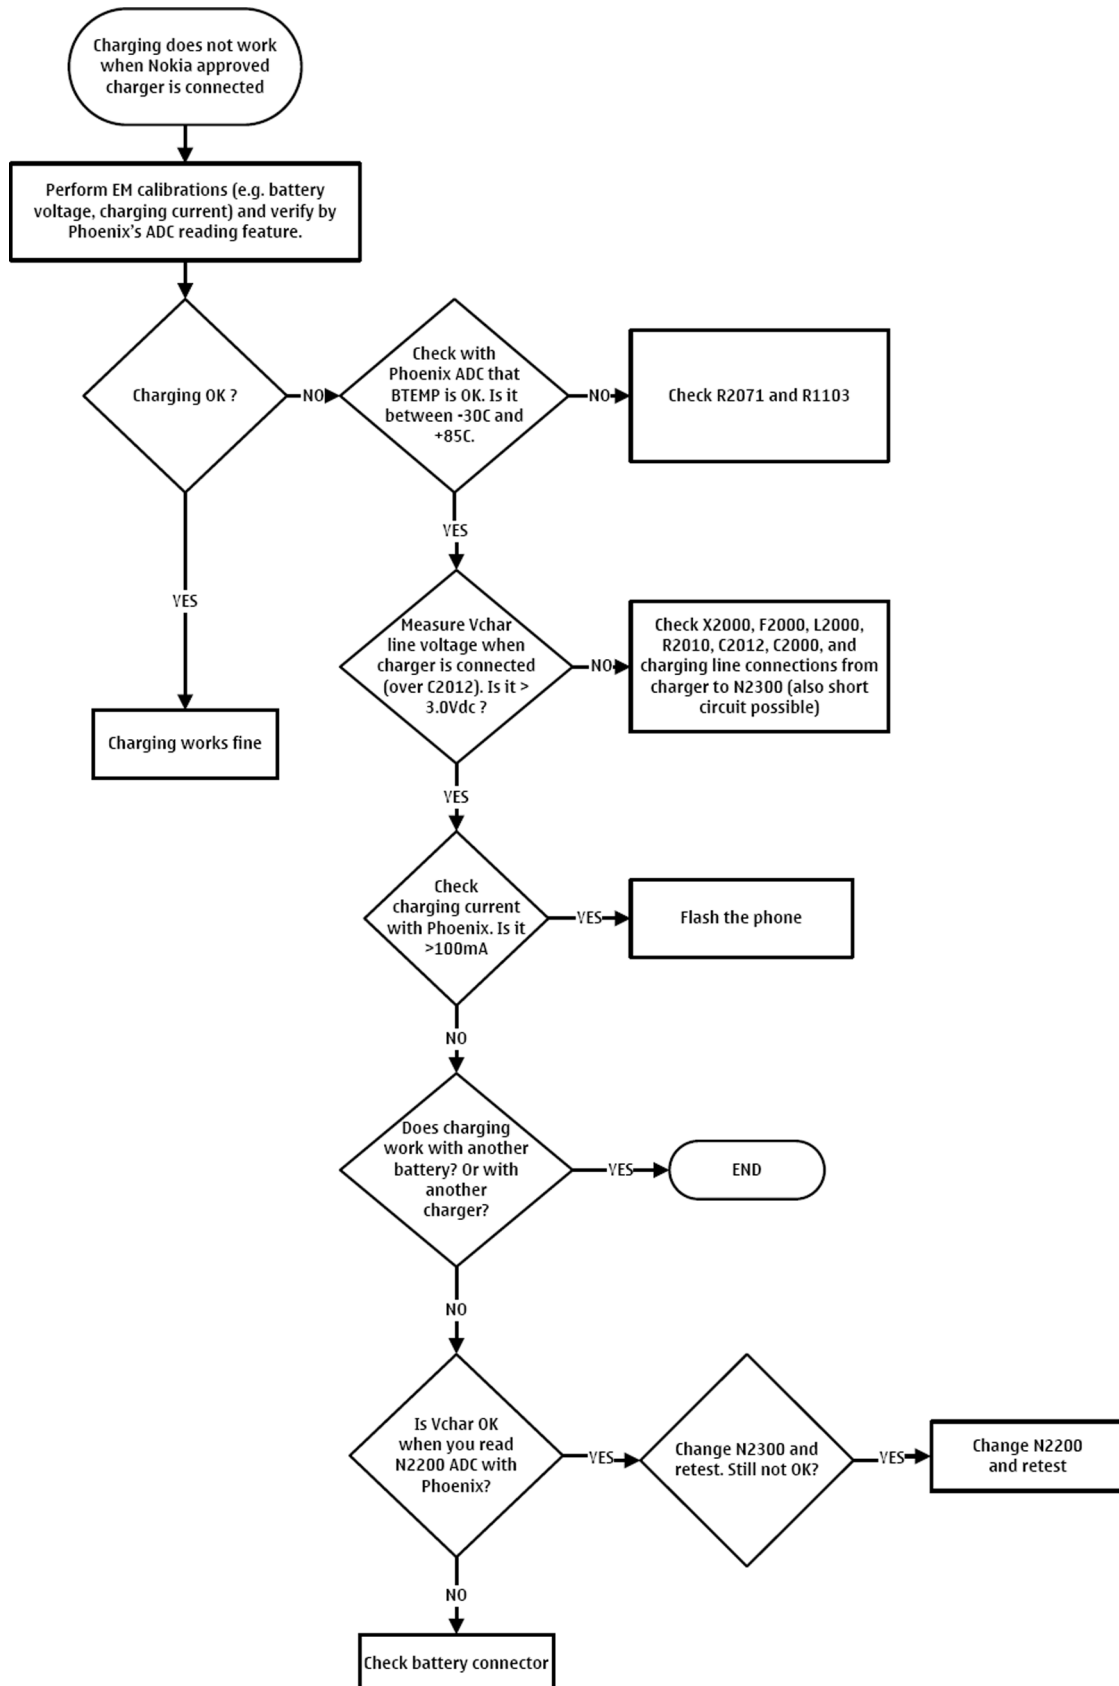 Charging does not work
when Nokia approved
charger is connected
Perform EM calibrations (e.g. battery
voltage, charging current) and verify by
Phoenix's ADC reading feature.
Charging OK ?
NO
Check with
Phoenix ADC that
BTEMP is OK. Is it
between -30C and
+85C.
NO
Check R2071 and R1103
YES
YES
Measure Vchar
line voltage when
charger is connected
(over C2012). Is it >
3.0Vdc ?
NO
Check X2000, F2000, L2000,
R2010, C2012, C2000, and
charging line connections from
charger to N2300 (also short
circuit possible)
Charging works fine
YES
Check
charging current
with Phoenix. Is it
>100mA
YES
Flash the phone
NO
Does charging
work with another
battery? Or with
another
charger?
YES
END
NO
Is Vchar OK
when you read
N2200 ADC with
Phoenix?
YES
Change N2300 and
retest. Still not OK?
YES
Change N2200
and retest
NO
Check battery connector